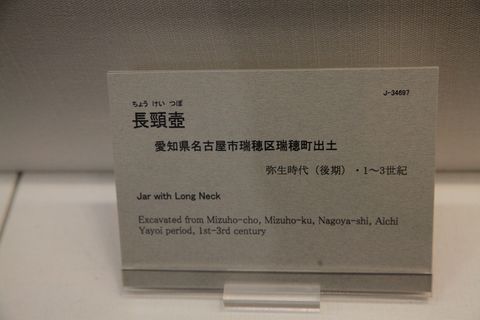 J-34697
ちょう けい つぼ
長頸壺
愛知県名古屋市瑞穂区瑞穂町出土
弥生時代（後期）・1～3世紀
Jar with Long Neck
Excavated from Mizuho-cho, Mizuho-ku, Nagoya-shi, Aichi
Yayoi period, 1st-3rd century